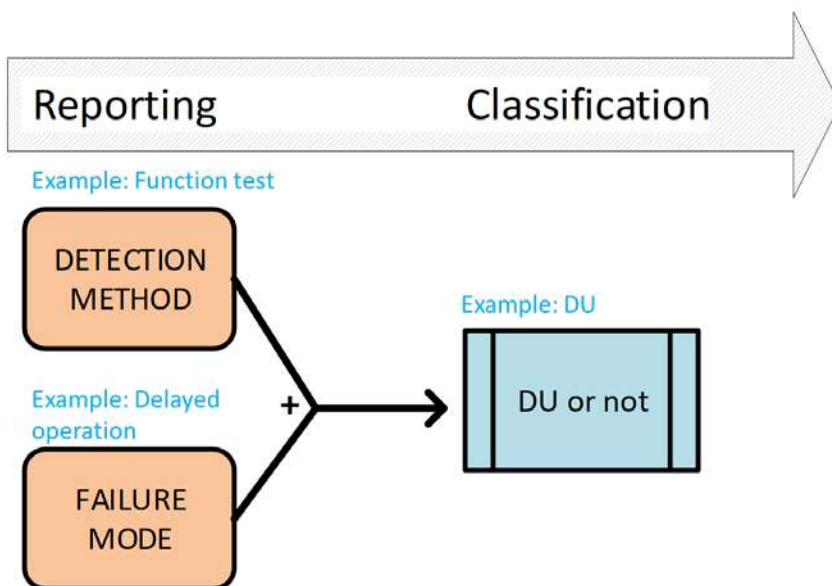 Reporting
Classification
Example: Function test
DETECTION
METHOD
Example: Delayed
operation
+
FAILURE
MODE
Example: DU
DU or not